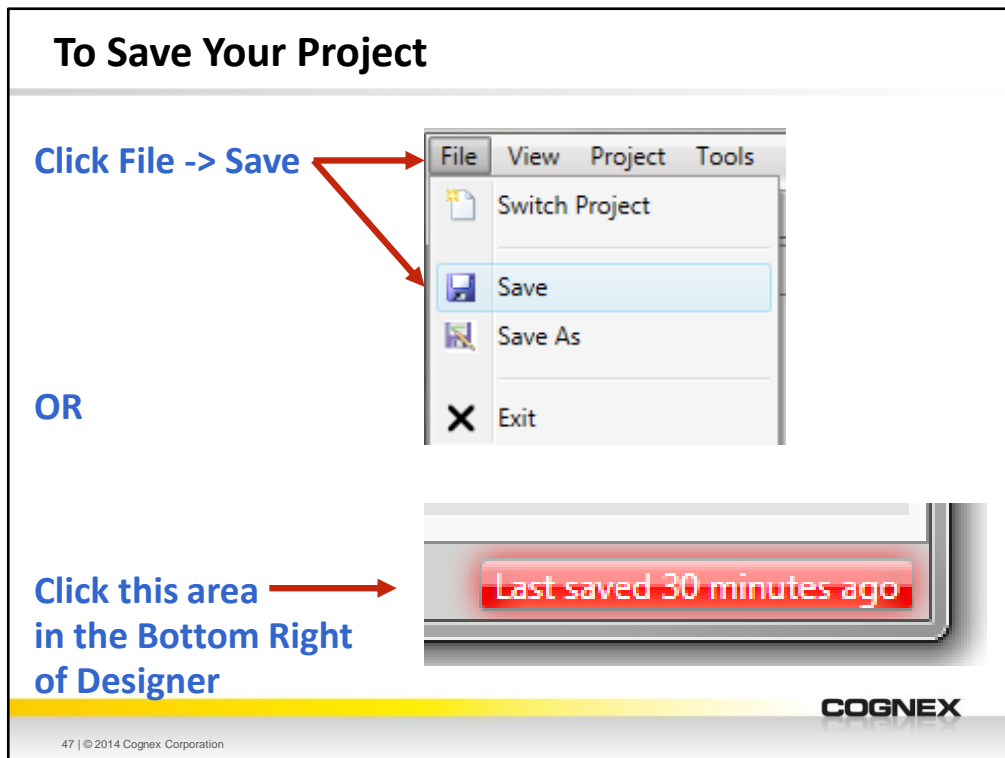 To Save Your Project
Click File -> Save
File View Project Tools
Switch Project
Save
Save As
Exit
OR
Click this area
in the Bottom Right
of Designer
Last saved 30 minutes ago
COGNEX
47 | © 2014 Cognex Corporation